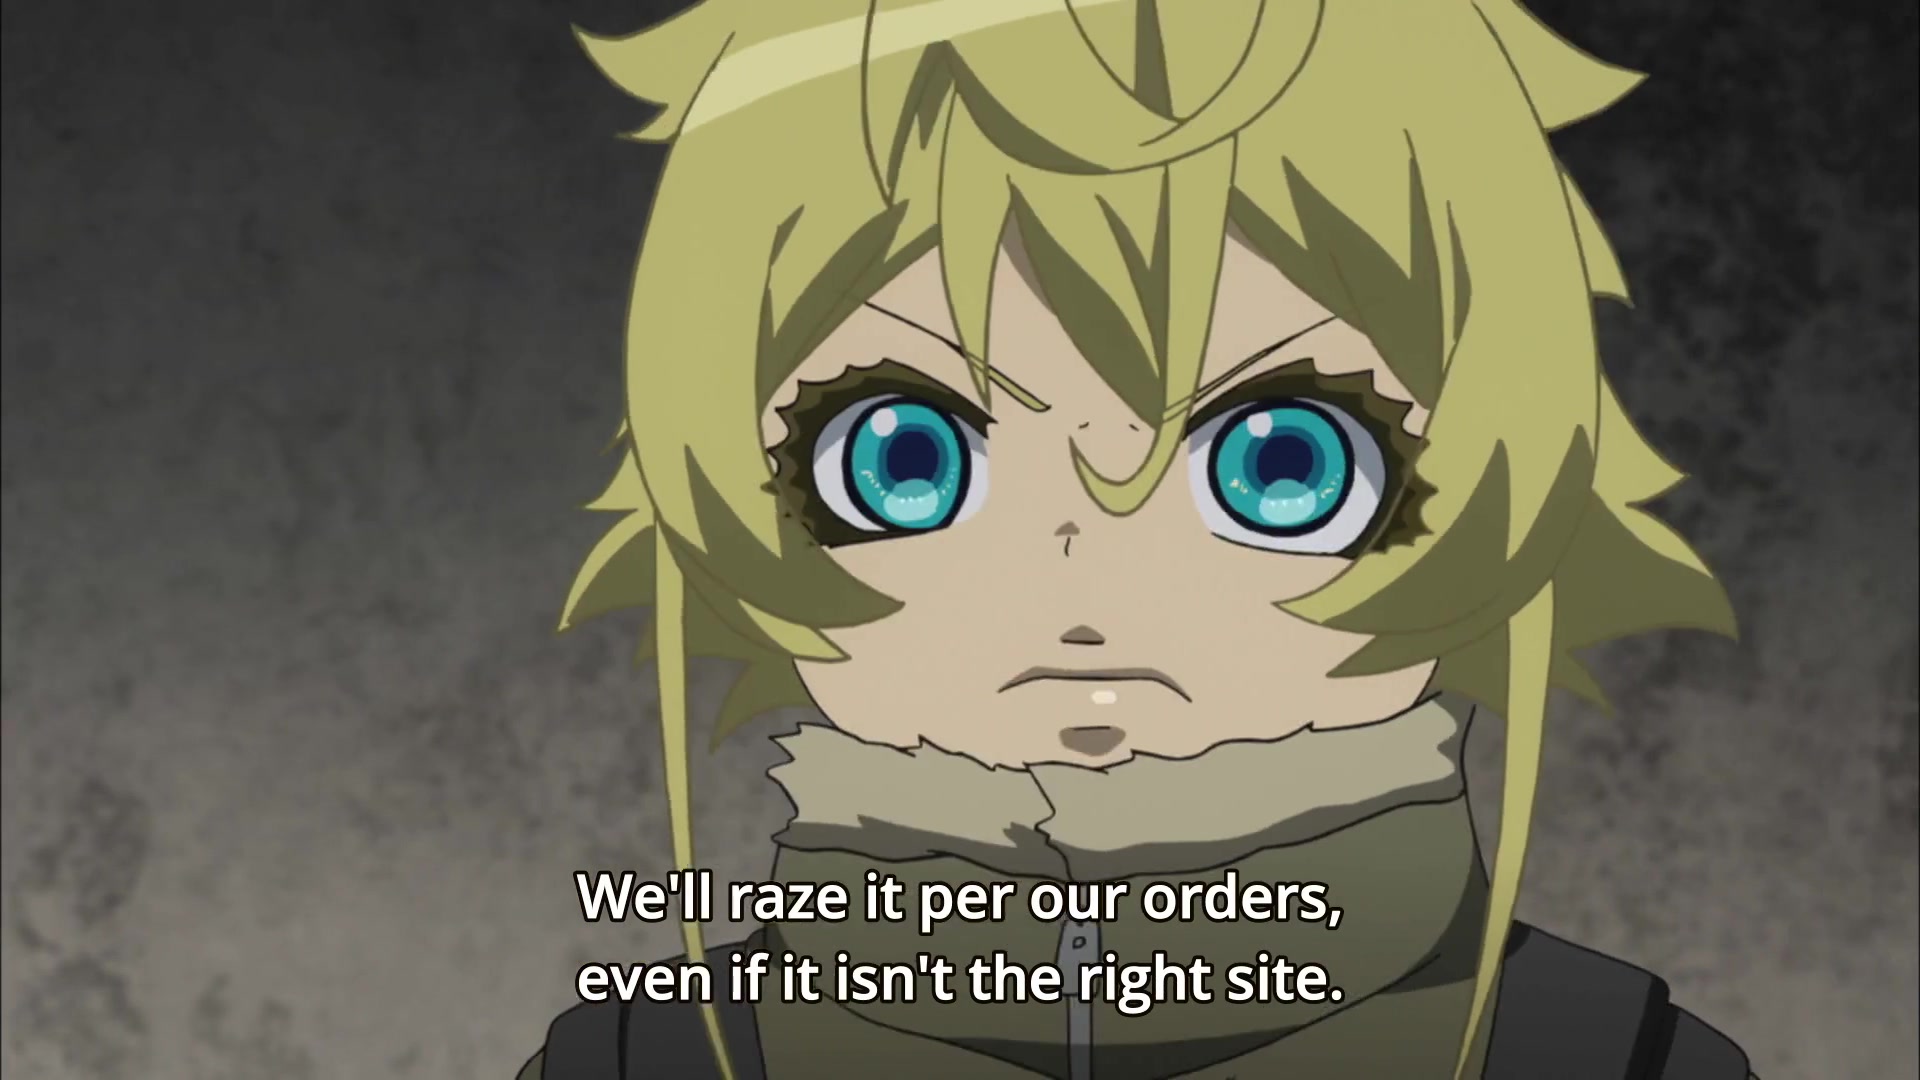 We'll raze it per our orders,
even if it isn't the right site.